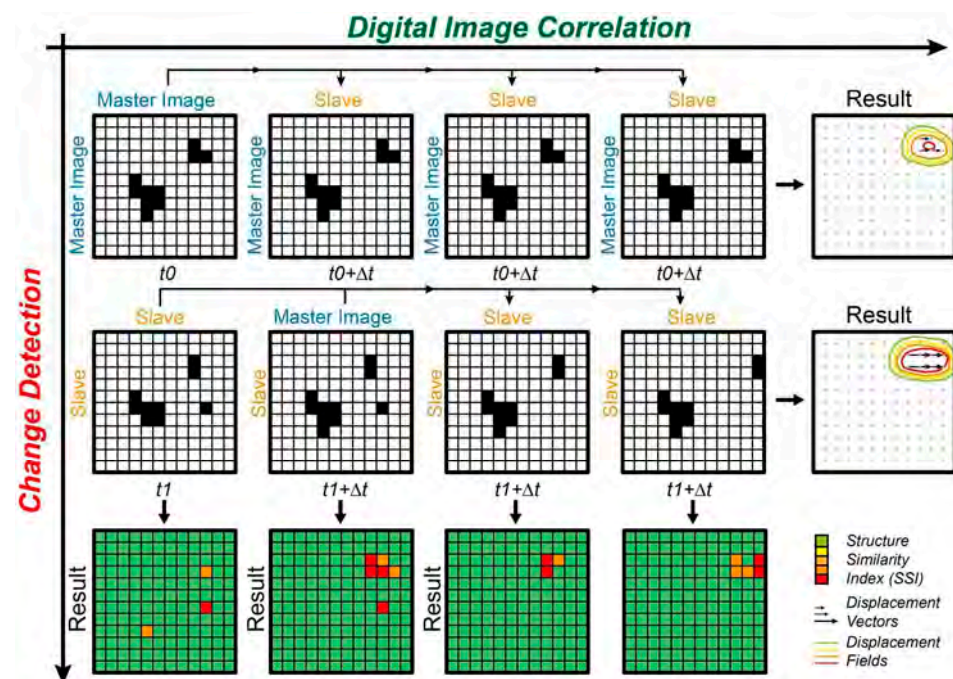 Digital Image Correlation
Change Detection
Master Image
Slave
Slave
Slave
Result
Master Image
Master Image
Master Image
Master Image
t0
t0+Δt
t0+Δt
t0+Δt
Slave
Master Image
Slave
Slave
Result
Slave
Slave
Slave
Slave
t1
t1+Δt
t1+Δt
t1+Δt
Result
Result
Result
Structure
Similarity
Index (SSI)
Displacement
Vectors
Displacement
Fields